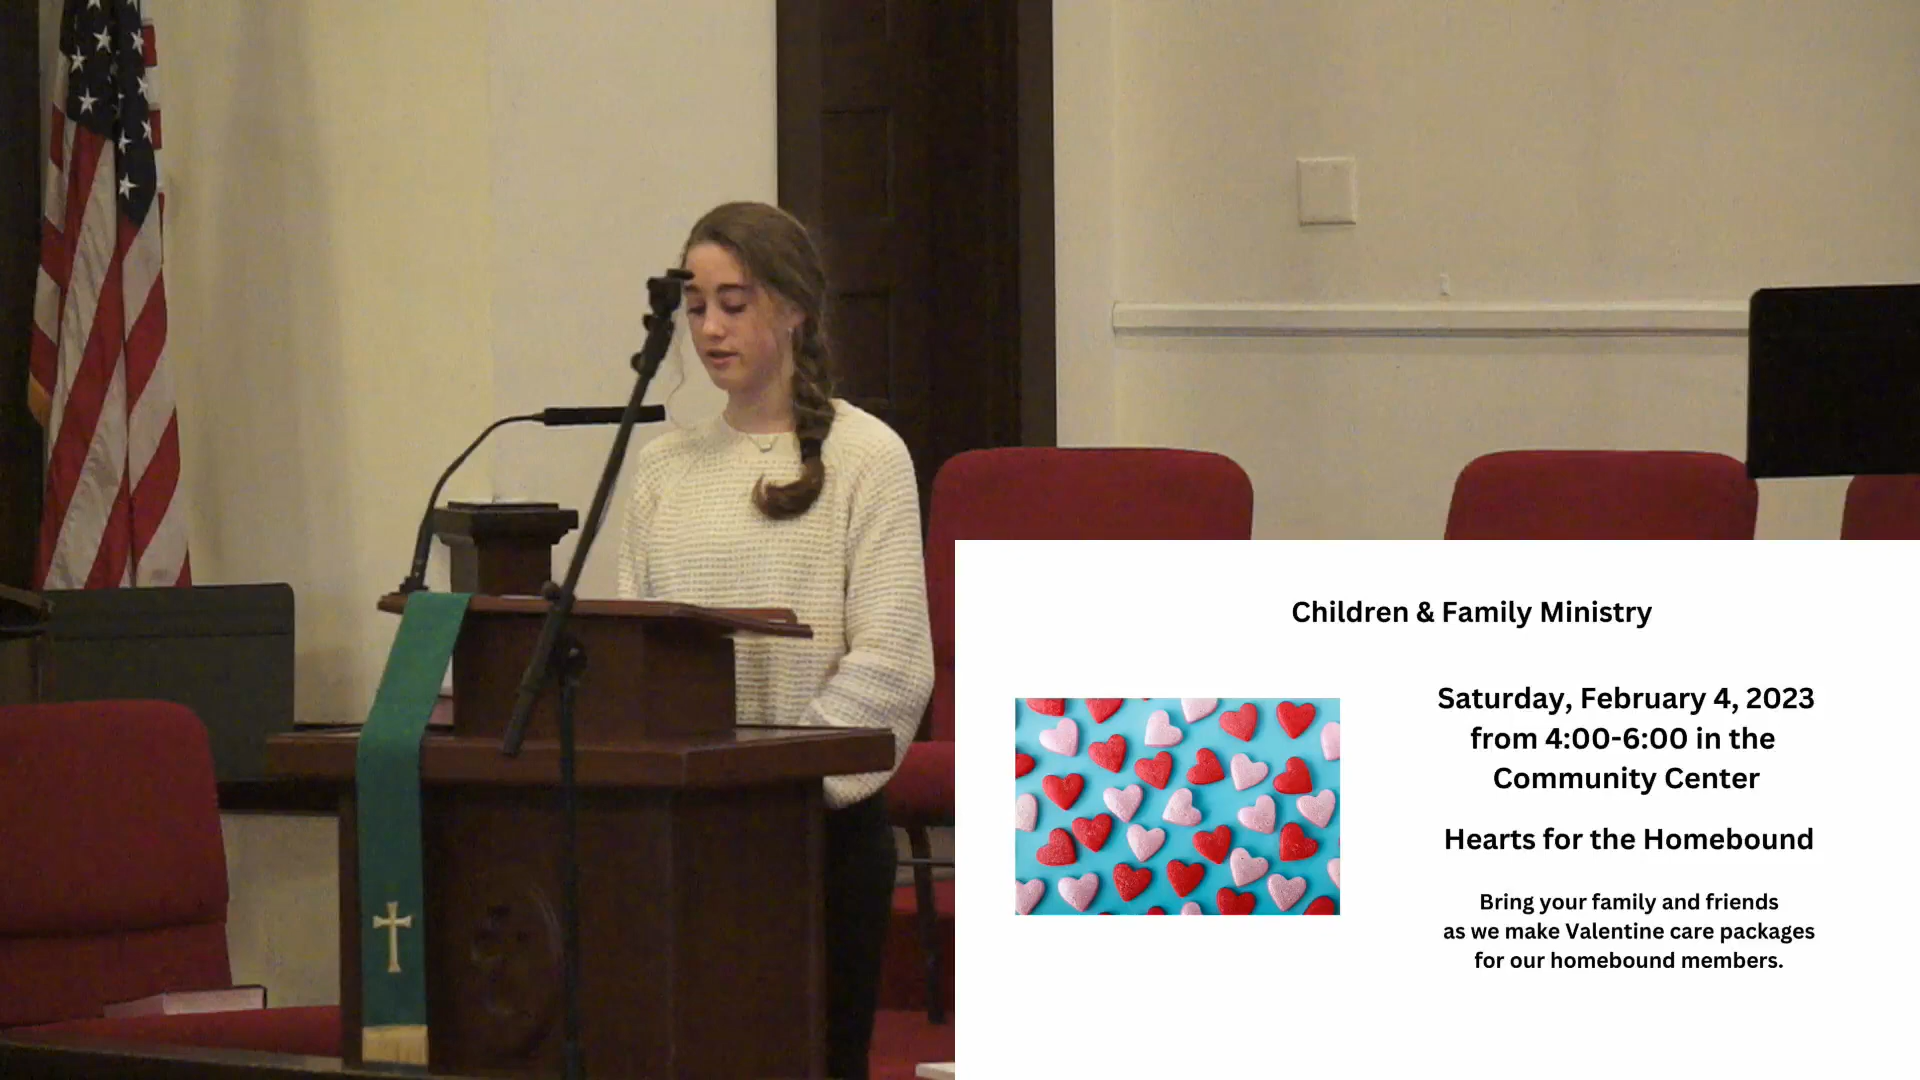 Children & Family Ministry
Saturday, February 4, 2023
from 4:00-6:00 in the
Community Center
Hearts for the Homebound
Bring your family and friends
as we make Valentine care packages
for our homebound members.